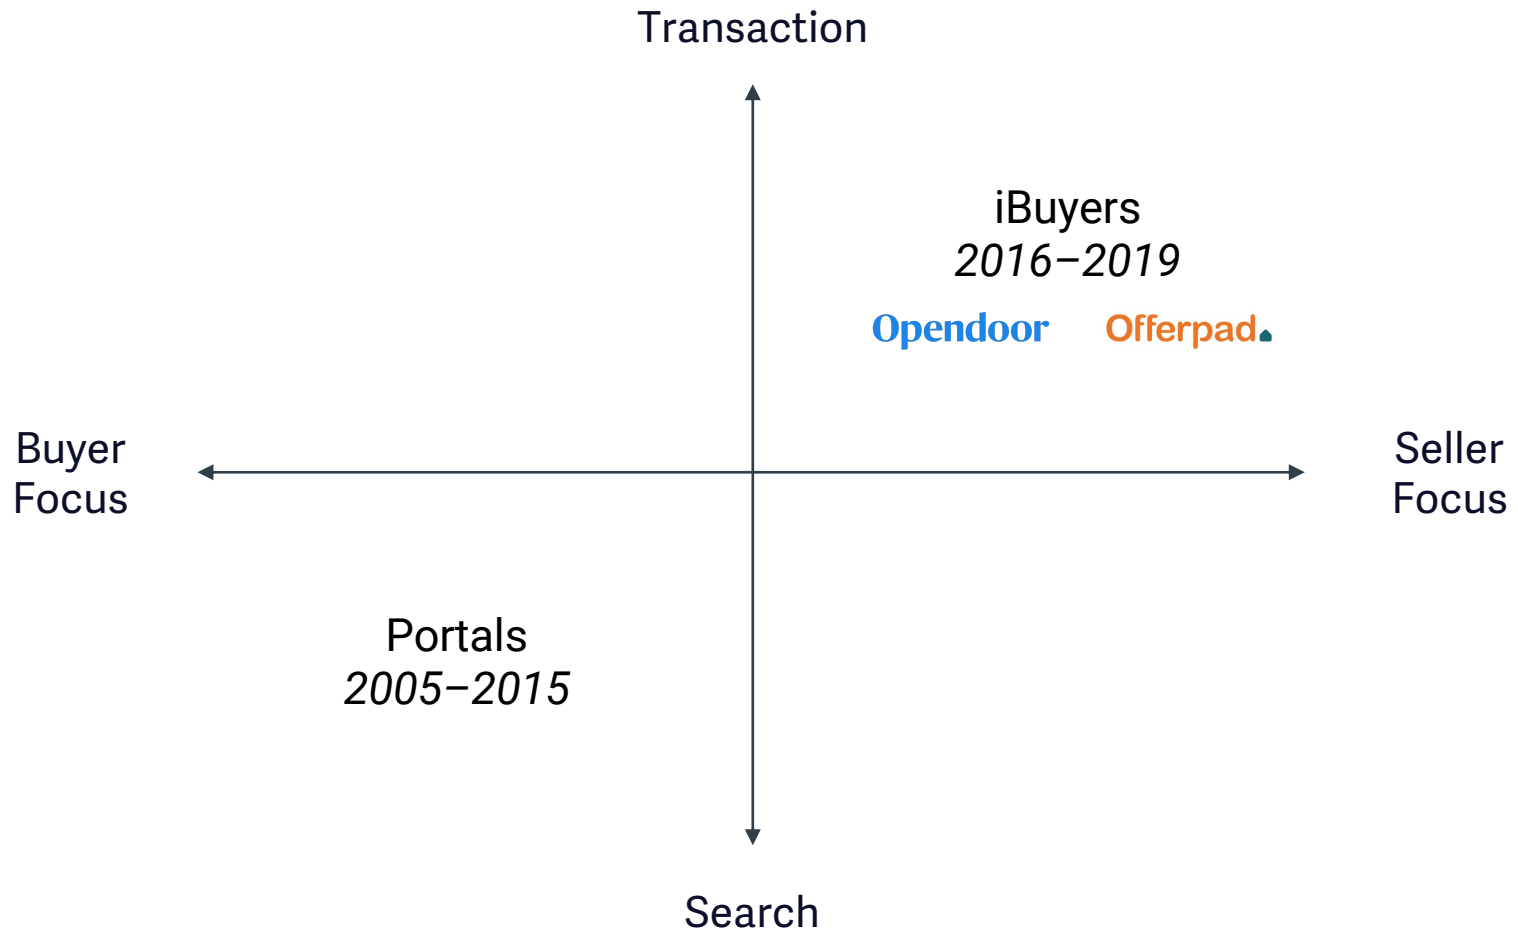 Transaction
iBuyers
2016–2019
Opendoor
Offerpad.
Buyer
Focus
Seller
Focus
Portals
2005–2015
Search